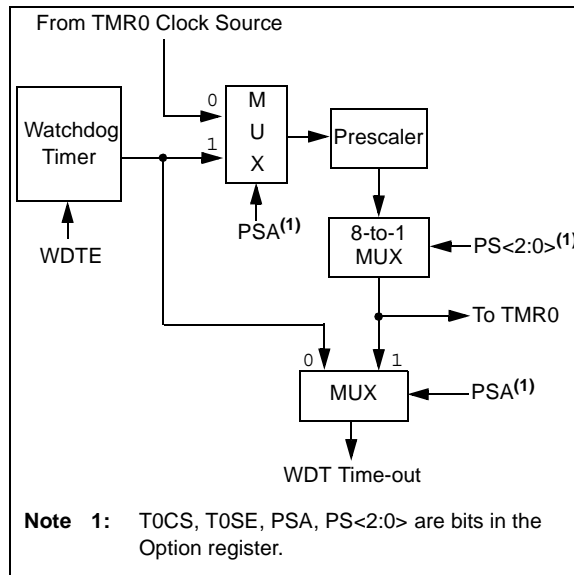 From TMR0 Clock Source
0
M
U
X
Watchdog
Timer
1
Prescaler
WDTE
PSA(1)
8-to-1
MUX
PS<2:0>(1)
To TMR0
0
1
MUX
PSA(1)
WDT Time-out
Note 1: T0CS, T0SE, PSA, PS<2:0> are bits in the
Option register.